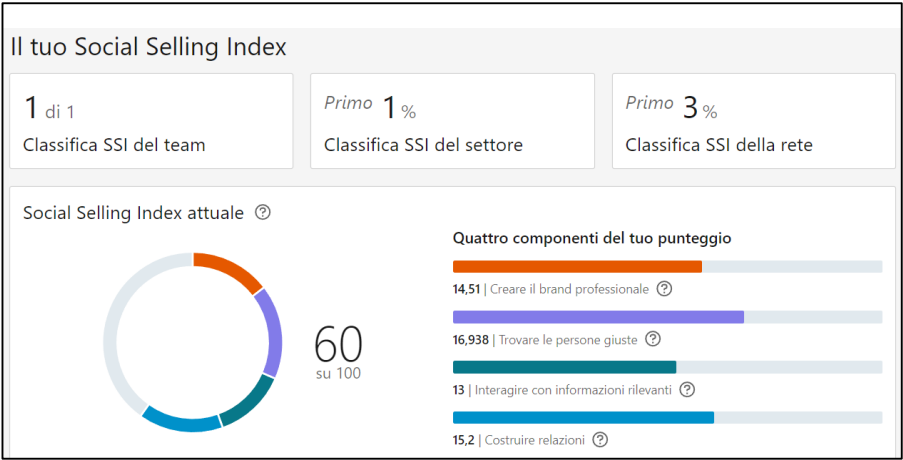 Il tuo Social Selling Index
1 di 1
Classifica SSI del team
Primo 1 %
Classifica SSI del settore
Primo 3 %
Classifica SSI della rete
Social Selling Index attuale ?
60
su 100
Quattro componenti del tuo punteggio
14,51 | Creare il brand professionale ?
16,938 | Trovare le persone giuste ?
13 | Interagire con informazioni rilevanti ?
15,2 | Costruire relazioni ?